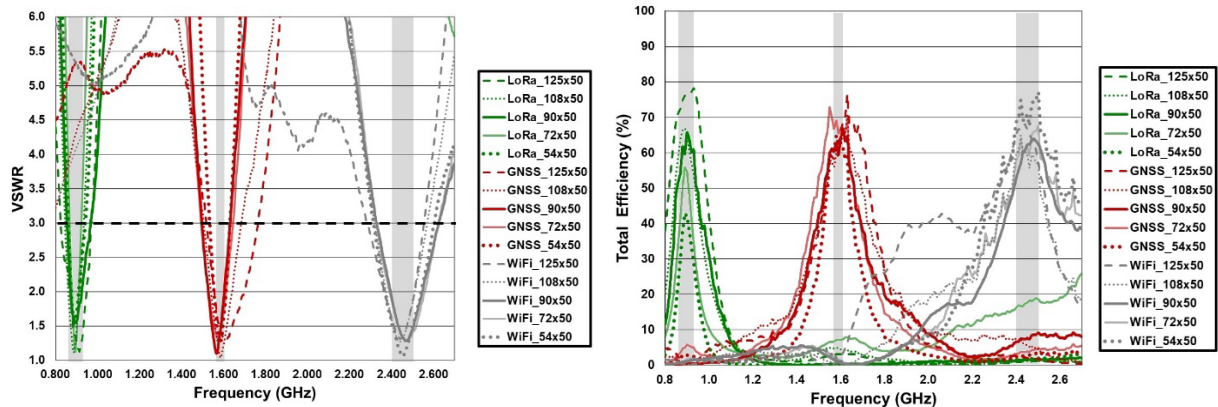 VSWR
6.0
5.5
5.0
4.5
4.0
3.5
3.0
2.5
2.0
1.5
1.0
0.800 1.000 1.200 1.400 1.600 1.800 2.000 2.200 2.400 2.600
Frequency (GHz)
LoRa_125x50
LoRa_108x50
LoRa_90x50
LoRa_72x50
LoRa_54x50
GNSS_125x50
GNSS_108x50
GNSS_90x50
GNSS_72x50
GNSS_54x50
WiFi_125x50
WiFi_108x50
WiFi_90x50
WiFi_72x50
WiFi_54x50
Total Efficiency (%)
100
90
80
70
60
50
40
30
20
10
0
0.8 1.0 1.2 1.4 1.6 1.8 2.0 2.2 2.4 2.6
Frequency (GHz)
LoRa_125x50
LoRa_108x50
LoRa_90x50
LoRa_72x50
LoRa_54x50
GNSS_125x50
GNSS_108x50
GNSS_90x50
GNSS_72x50
GNSS_54x50
WiFi_125x50
WiFi_108x50
WiFi_90x50
WiFi_72x50
WiFi_54x50